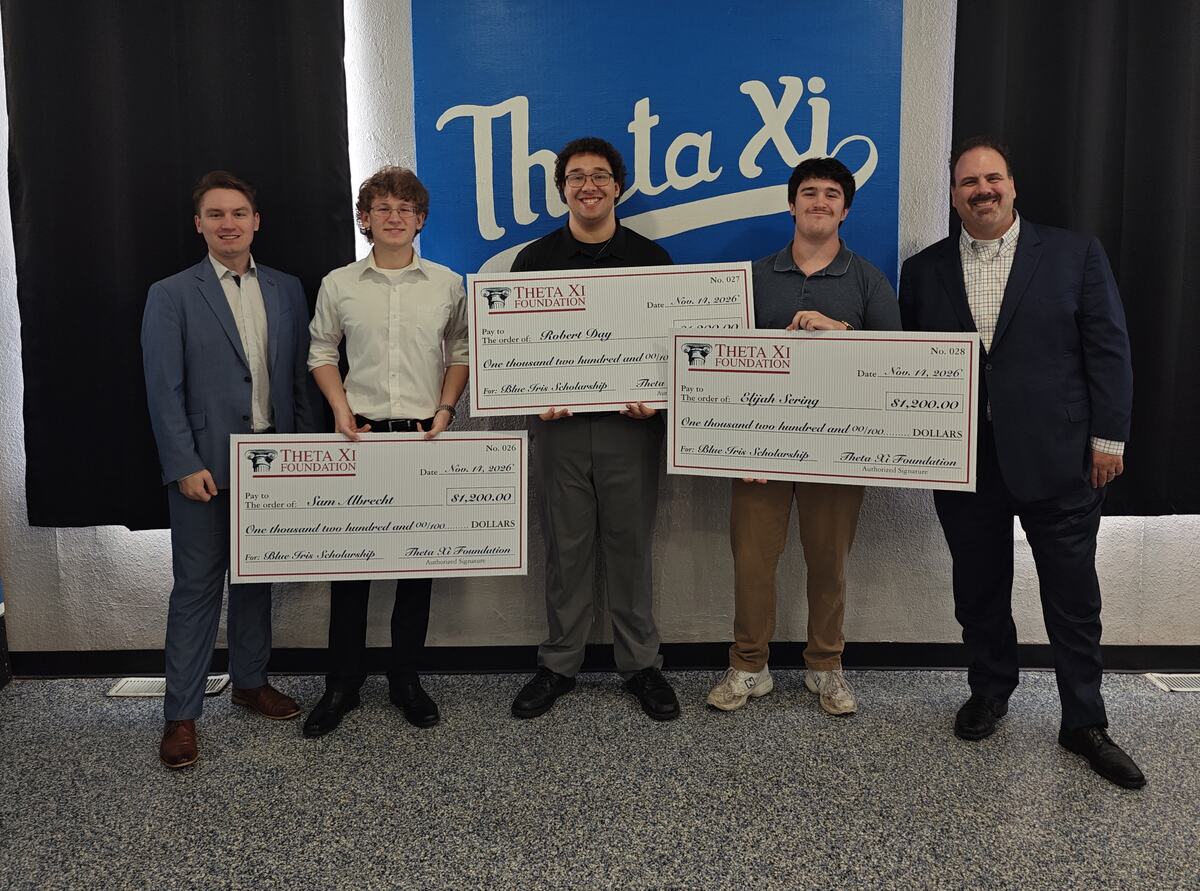 Theta Xi
THETA XI
FOUNDATION
No. 027
Date Nov. 14, 2026
Pay to
The order of: Robert Day
$1,200.00
One thousand two hundred and 00/100
For: Blue Iris Scholarship
Theta
THETA XI
FOUNDATION
No. 028
Date Nov. 14, 2026
Pay to
The order of: Elijah Sering
$1,200.00
One thousand two hundred and 00/100......... DOLLARS
For: Blue Iris Scholarship
Theta Xi Foundation
Authorized Signature
THETA XI
FOUNDATION
No. 026
Date Nov. 14, 2026
Pay to
The order of: Sam Albrecht
$1,200.00
One thousand two hundred and 00/100......... DOLLARS
For: Blue Iris Scholarship
Theta Xi Foundation
Authorized Signature
N